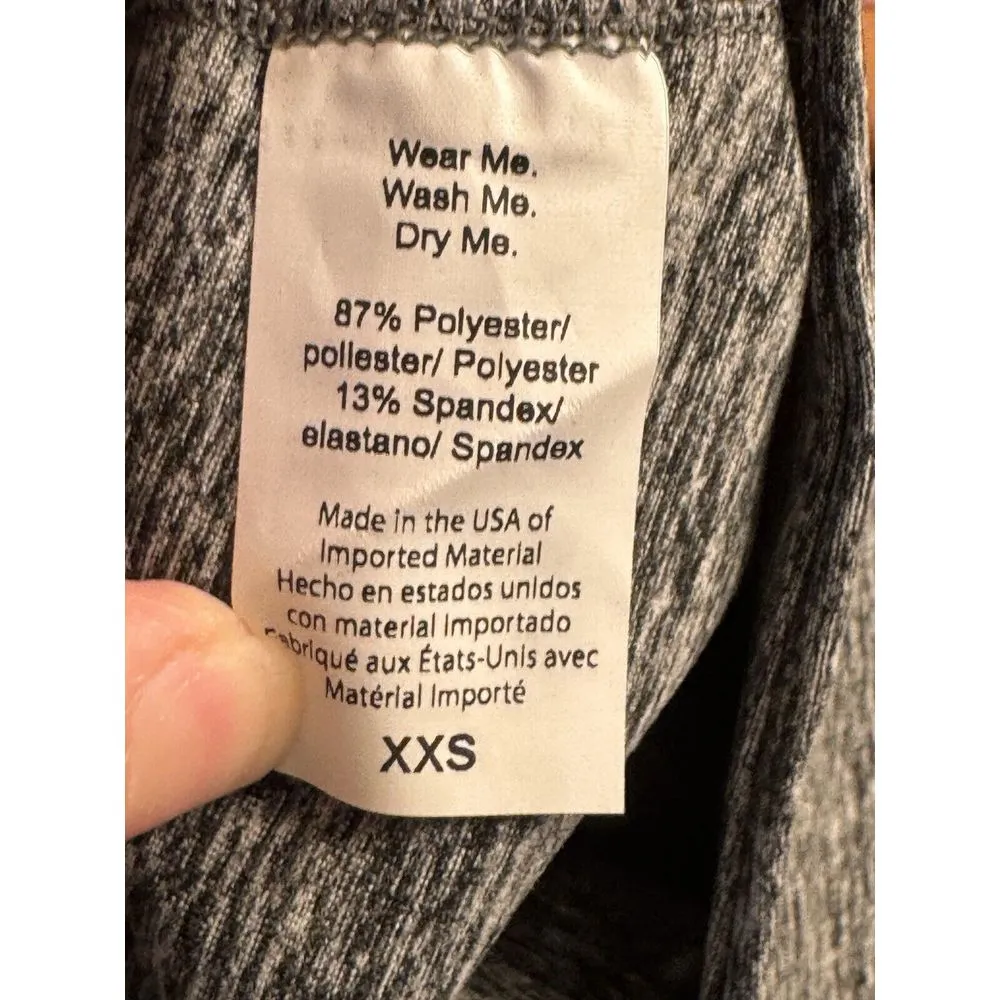 Wear Me.
Wash Me.
Dry Me.
87% Polyester/
poliester/ Polyester
13% Spandex/
elastano/ Spandex
Made in the USA of
Imported Material
Hecho en estados unidos
con material importado
Fabriqué aux États-Unis avec
Matérial Importé
XXS